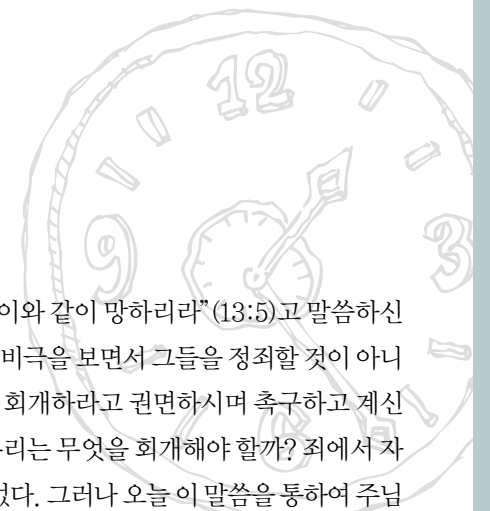 12
9
3
6
이와 같이 망하리라”(13:5)고 말씀하신
비극을 보면서 그들을 정죄할 것이 아니
회개하라고 권면하시며 촉구하고 계신
리는 무엇을 회개해야 할까? 죄에서 자
었다. 그러나 오늘 이 말씀을 통하여 주님